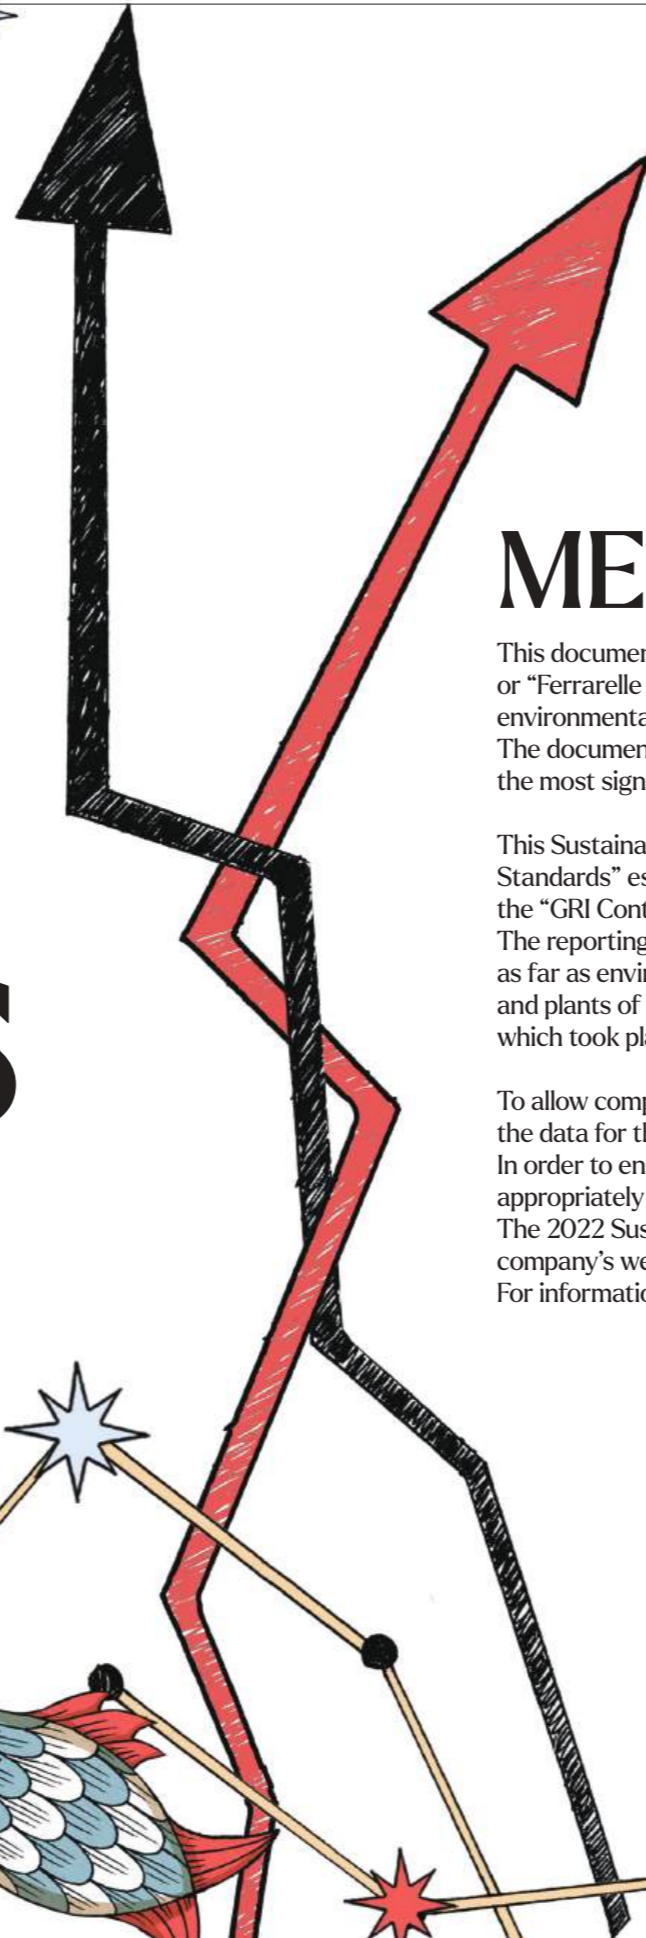 S
ME
This documen
or “Ferrarelle
environmenta
The documen
the most sign
This Sustaina
Standards” es
the “GRI Cont
The reporting
as far as envir
and plants of
which took pla
To allow comp
the data for th
In order to en
appropriately
The 2022 Sus
company’s we
For informatio